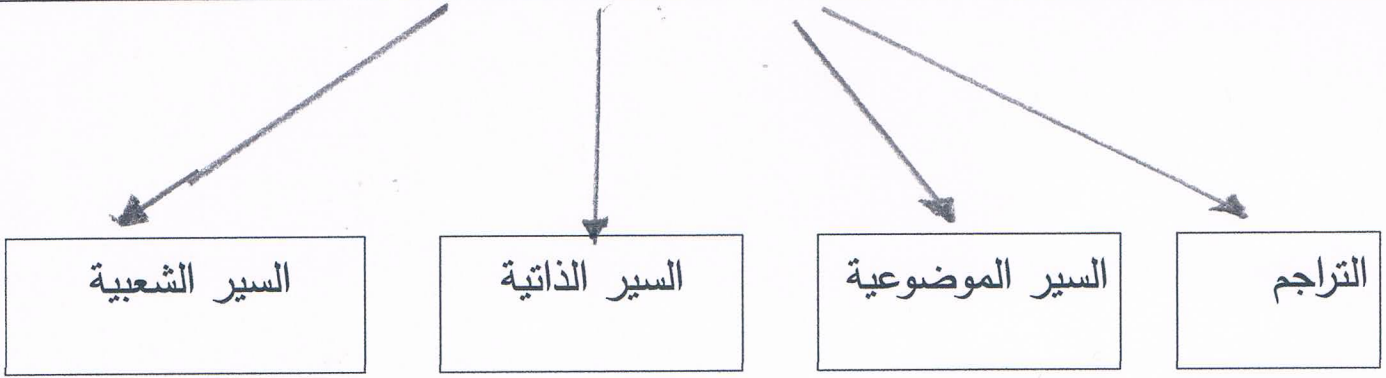 التراجم
السير الموضوعية
السير الذاتية
السير الشعبية